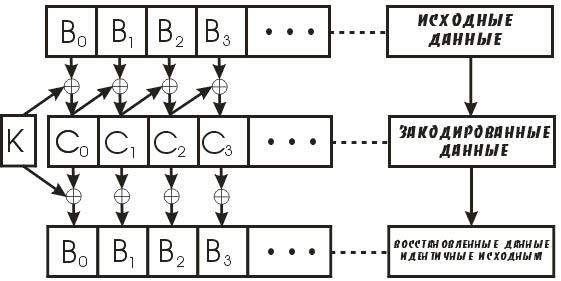 B₀ B₁ B₂ B₃ • • • ИСХОДНЫЕ
ДАННЫЕ
K C₀ C₁ C₂ C₃ • • • ЗАКОДИРОВАННЫЕ
ДАННЫЕ
B₀ B₁ B₂ B₃ • • • ВОССТАНОВЛЕННЫЕ ДАННЫЕ
ИДЕНТИЧНЫЕ ИСХОДНЫМ